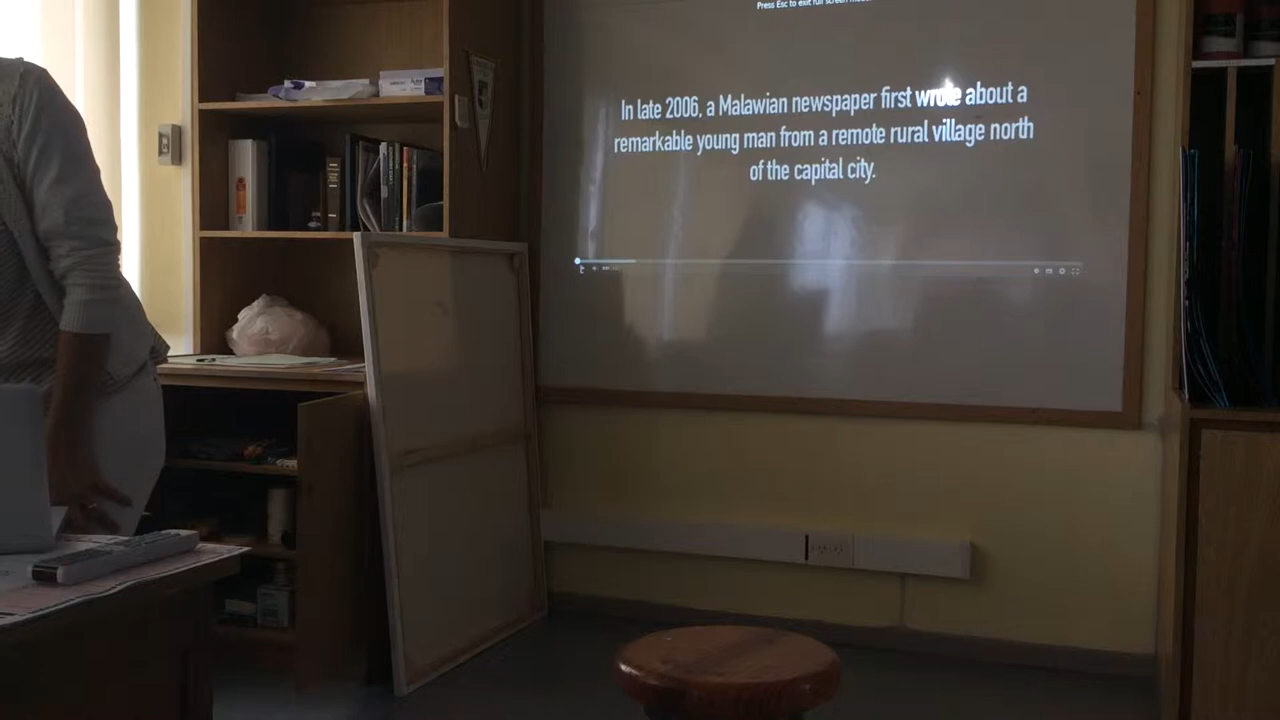 Press Esc to exit full screen
In late 2006, a Malawian newspaper first wrote about a
remarkable young man from a remote rural village north
of the capital city.